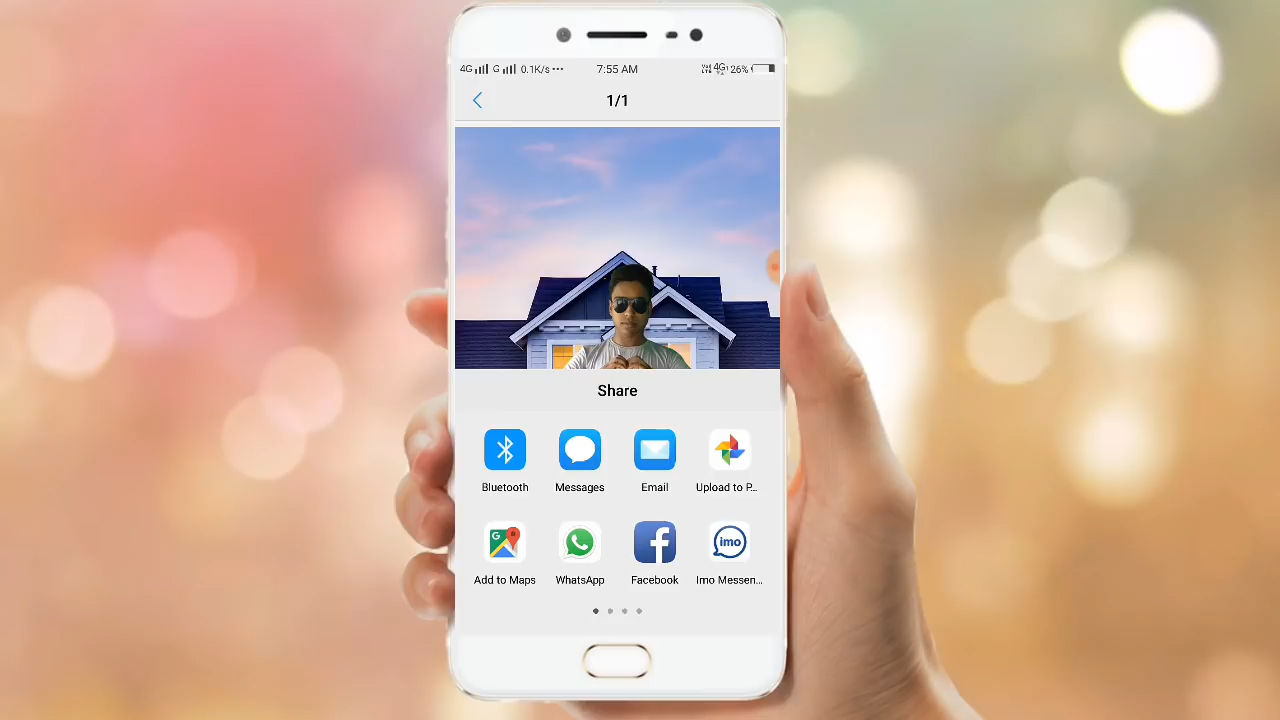 4G G 0.1K/s ··· 7:55 AM 4G 26%
1/1
Share
Bluetooth Messages Email Upload to P...
G
imo
Add to Maps WhatsApp Facebook Imo Messen...